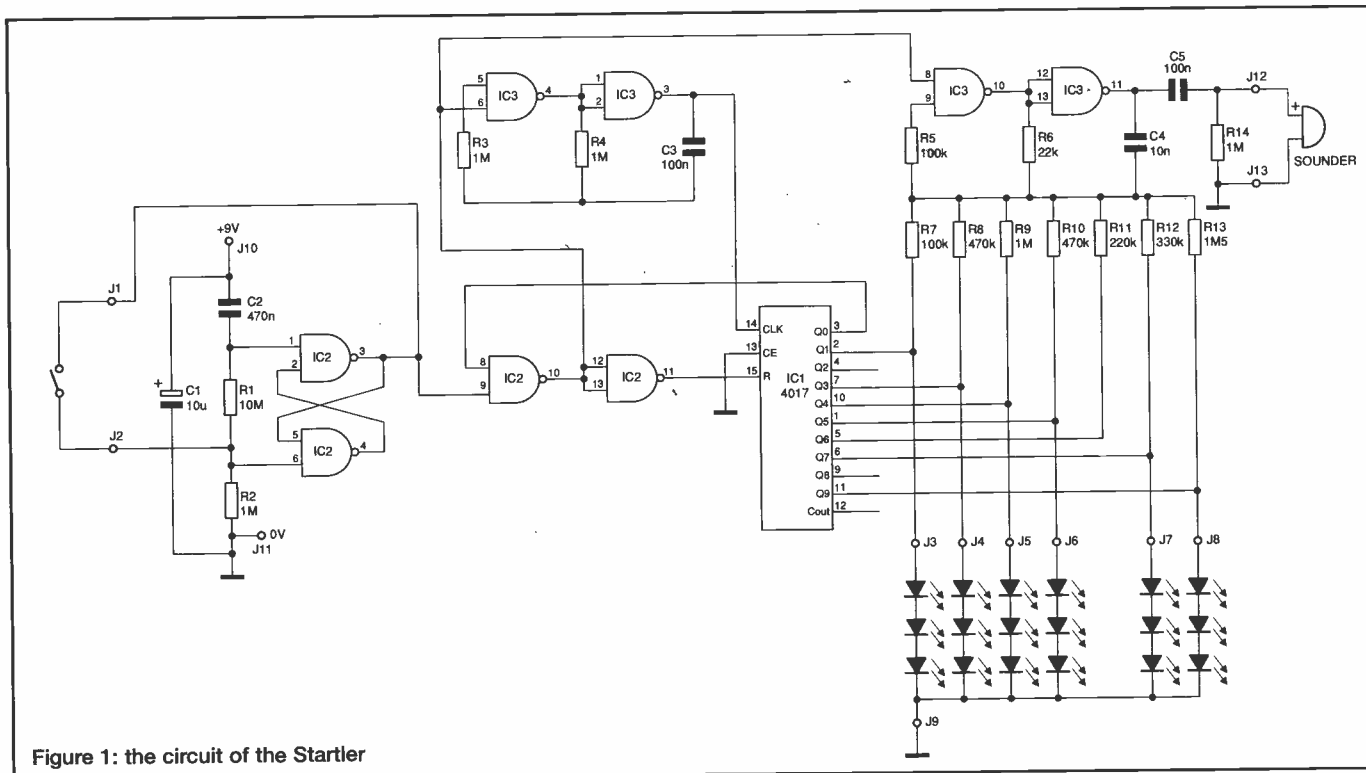 5
6
IC3
4
1
2
IC3
3
R3
1M
R4
1M
C3
100n
8
9
IC3
10
12
13
IC3
11
C5
100n
J12
+
R14
1M
SOUNDER
J13
R5
100k
R6
22k
C4
10n
R7
100k
R8
470k
R9
1M
R10
470k
R11
220k
R12
330k
R13
1M5
+9V
J10
J1
C2
470n
1
2
IC2
3
+
C1
10u
R1
10M
J2
5
6
IC2
4
R2
1M
0V
J11
8
9
IC2
10
12
13
IC2
11
14
CLK
13
CE
15
R
IC1
4017
Q0
3
Q1
2
Q2
4
Q3
7
Q4
10
Q5
1
Q6
5
Q7
6
Q8
9
Q9
11
Cout
12
J3
J4
J5
J6
J7
J8
J9
Figure 1: the circuit of the Startler